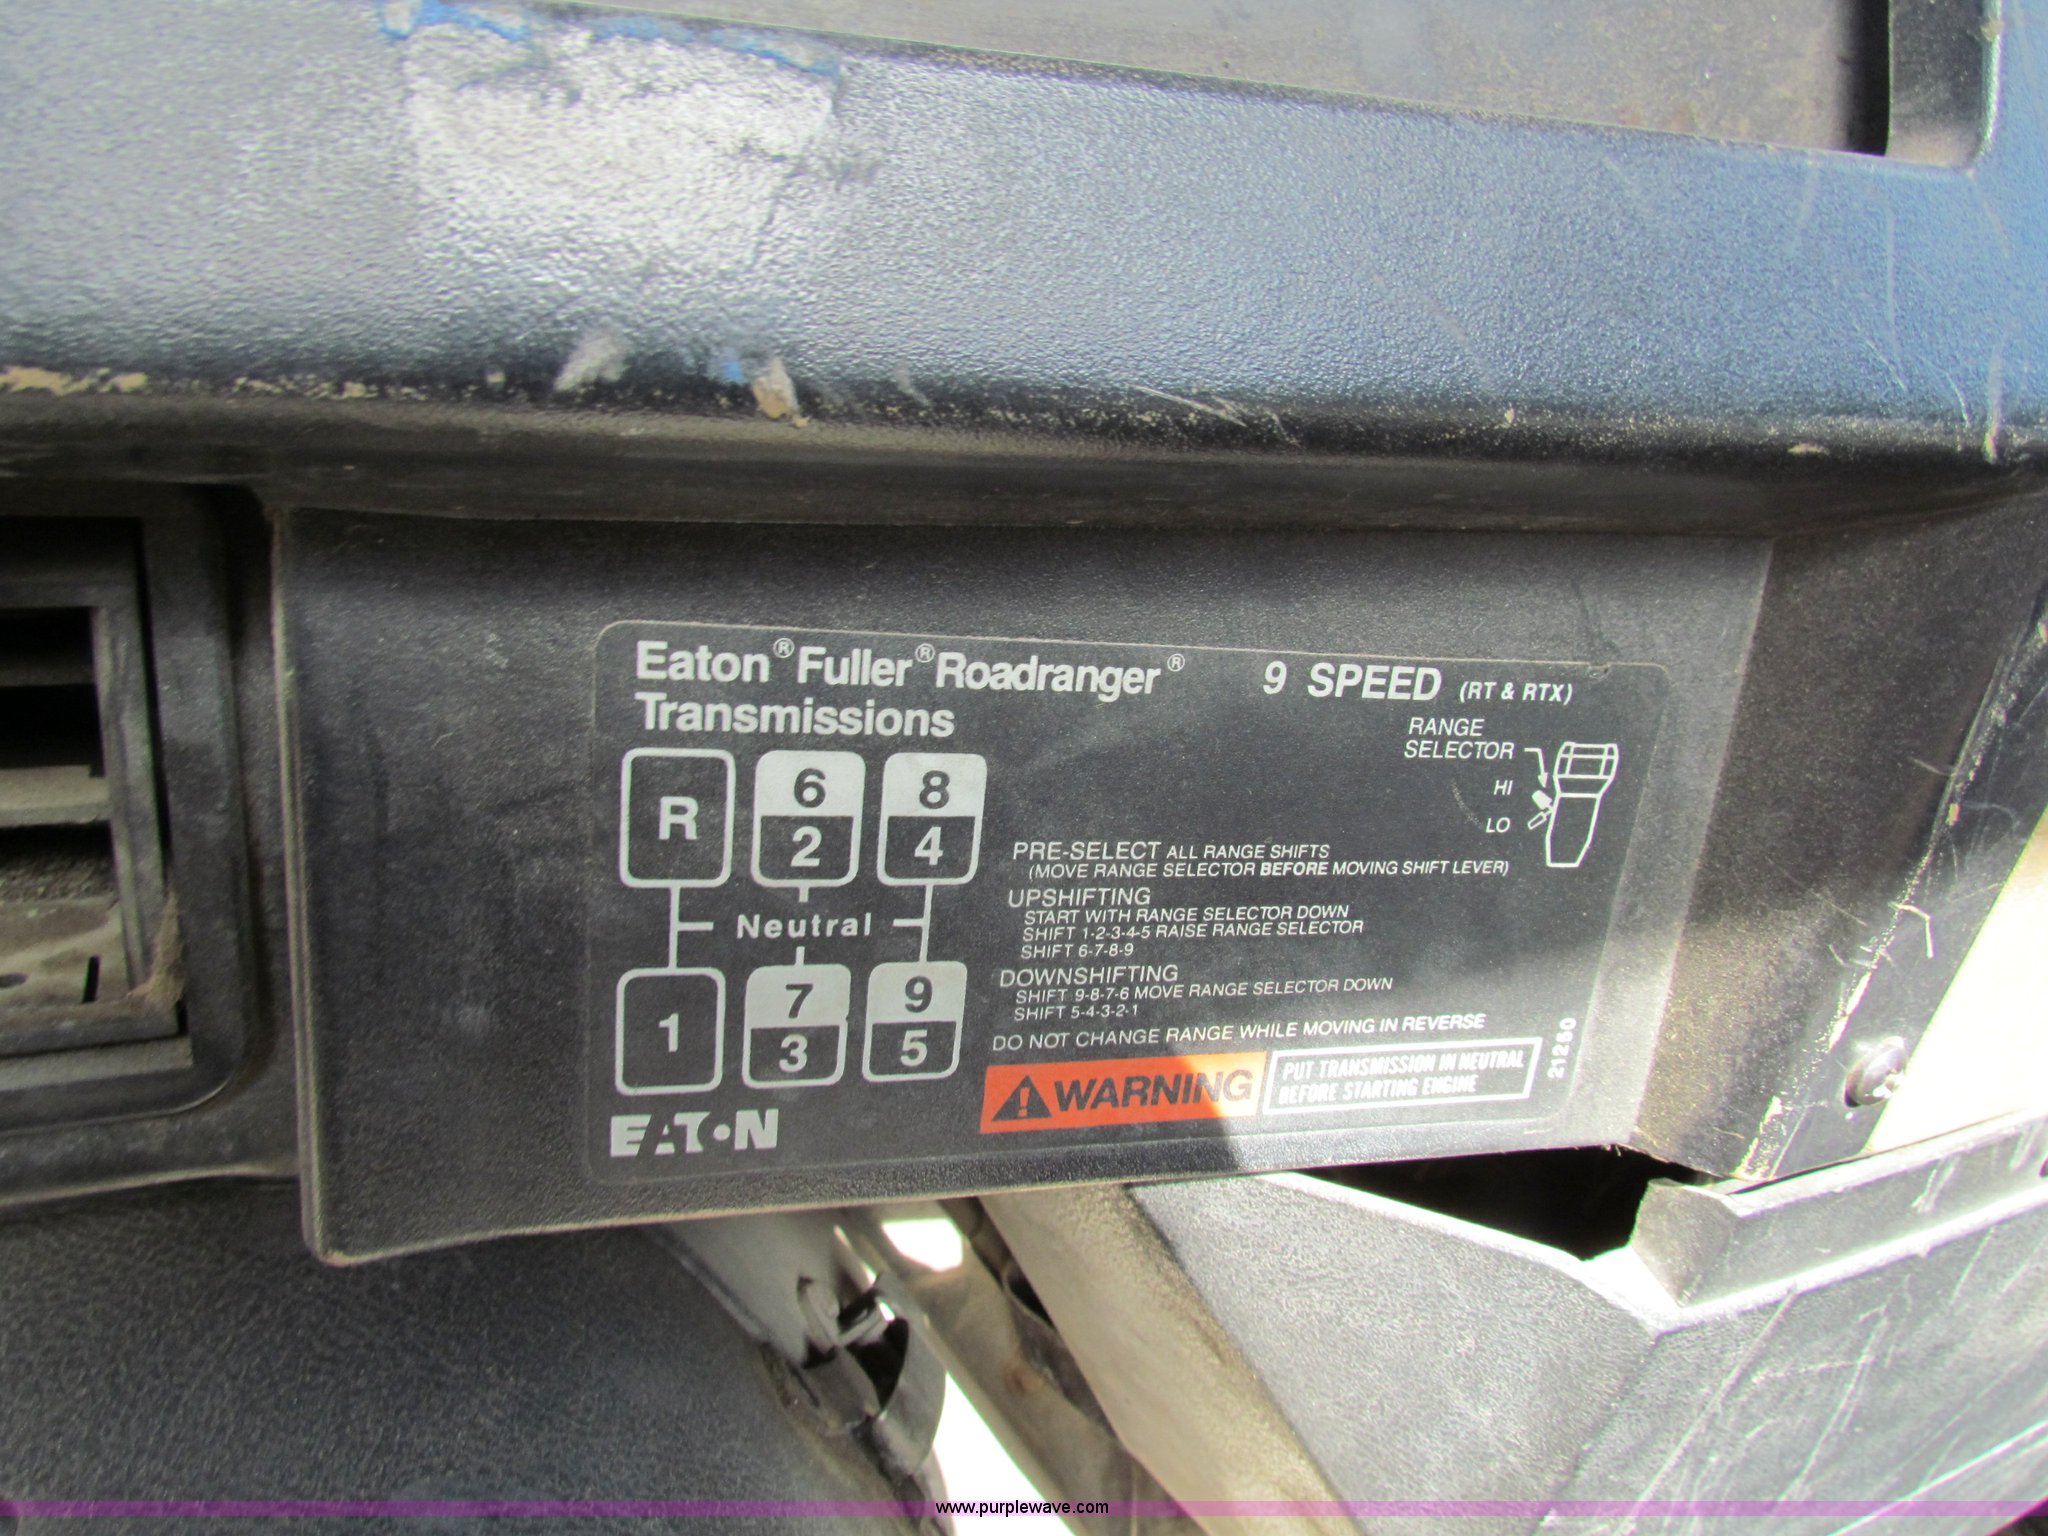 Eaton® Fuller® Roadranger® 9 SPEED (RT & RTX)
Transmissions
RANGE
SELECTOR
HI
LO
R 6 8
2 4
Neutral
1 7 9
3 5
PRE-SELECT ALL RANGE SHIFTS
(MOVE RANGE SELECTOR BEFORE MOVING SHIFT LEVER)
UPSHIFTING
START WITH RANGE SELECTOR DOWN
SHIFT 1-2-3-4-5 RAISE RANGE SELECTOR
SHIFT 6-7-8-9
DOWNSHIFTING
SHIFT 9-8-7-6 MOVE RANGE SELECTOR DOWN
SHIFT 5-4-3-2-1
DO NOT CHANGE RANGE WHILE MOVING IN REVERSE
WARNING
PUT TRANSMISSION IN NEUTRAL
BEFORE STARTING ENGINE
21250
EATON
www.purplewave.com